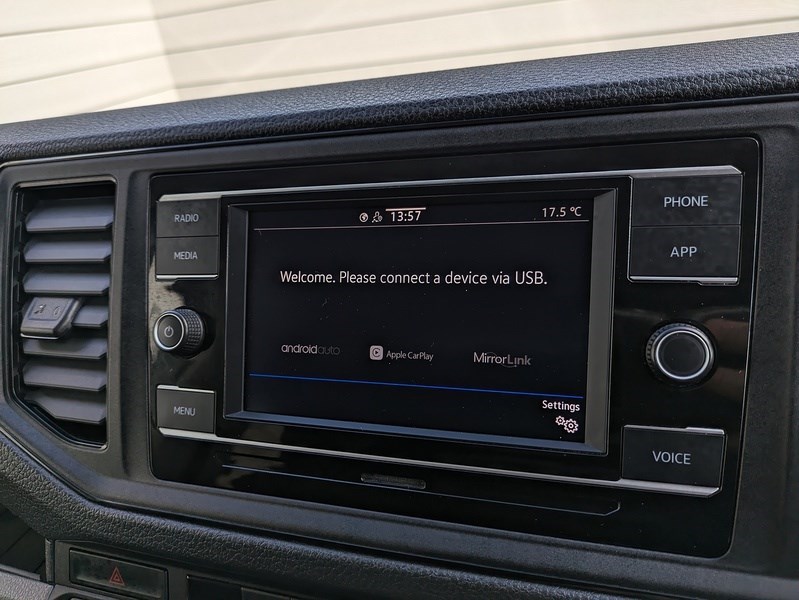 RADIO
MEDIA
MENU
13:57
17.5 °C
Welcome. Please connect a device via USB.
androidauto
Apple CarPlay
MirrorLink
Settings
PHONE
APP
VOICE